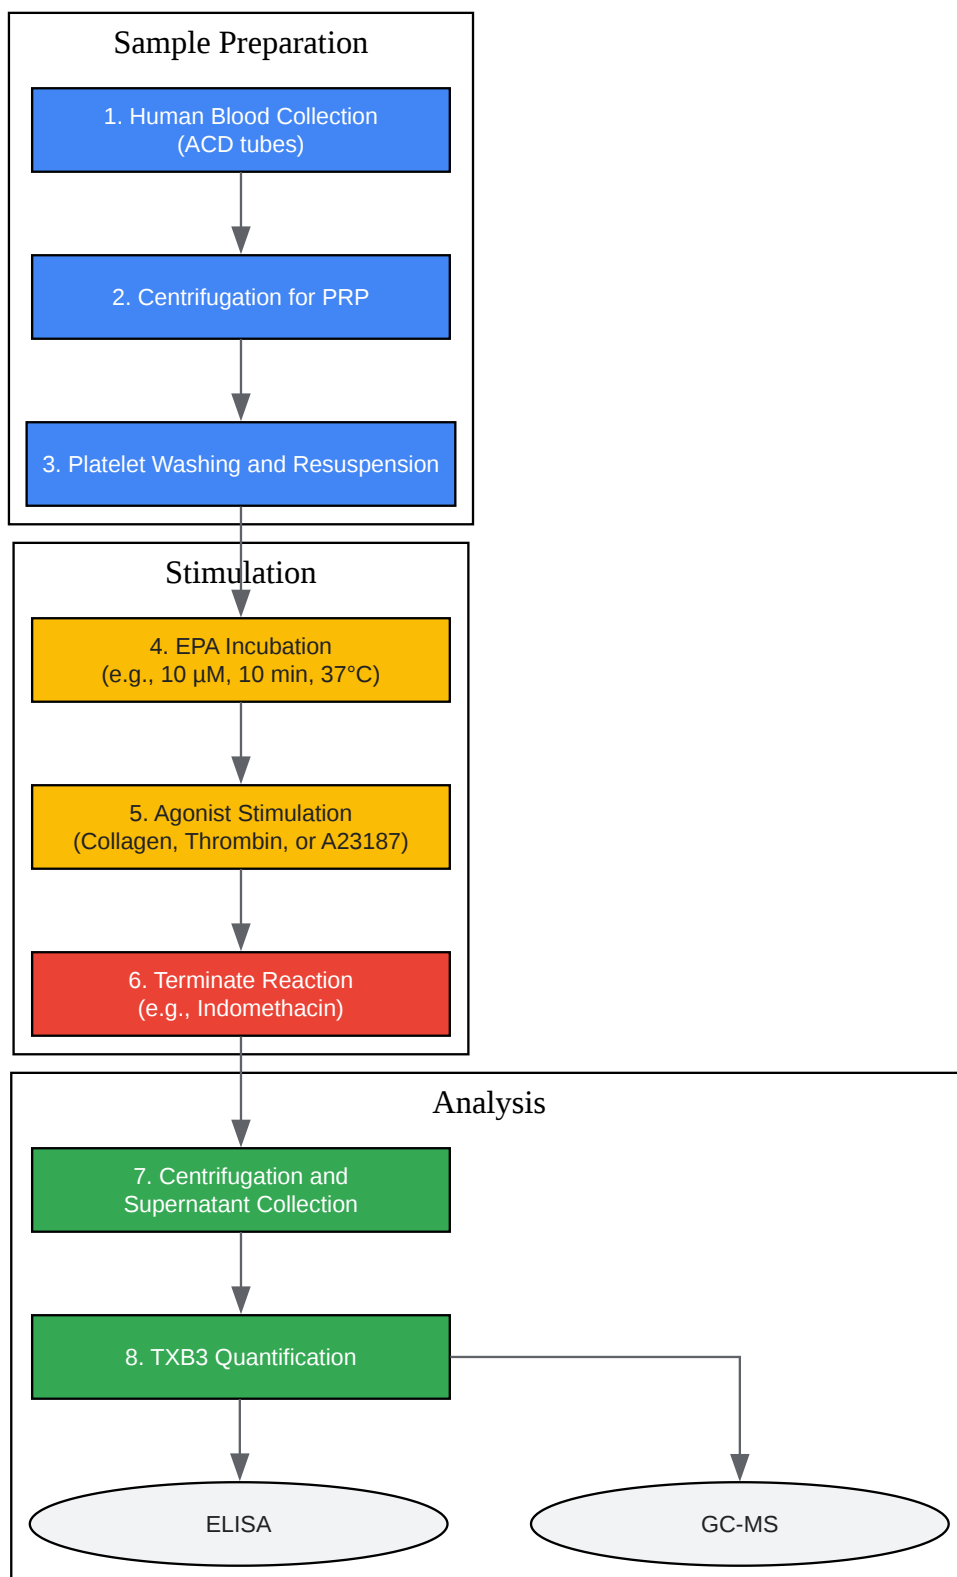 Sample Preparation
1. Human Blood Collection
(ACD tubes)
2. Centrifugation for PRP
3. Platelet Washing and Resuspension
Stimulation
4. EPA Incubation
(e.g., 10 µM, 10 min, 37°C)
5. Agonist Stimulation
(Collagen, Thrombin, or A23187)
6. Terminate Reaction
(e.g., Indomethacin)
Analysis
7. Centrifugation and
Supernatant Collection
8. TXB3 Quantification
ELISA
GC-MS